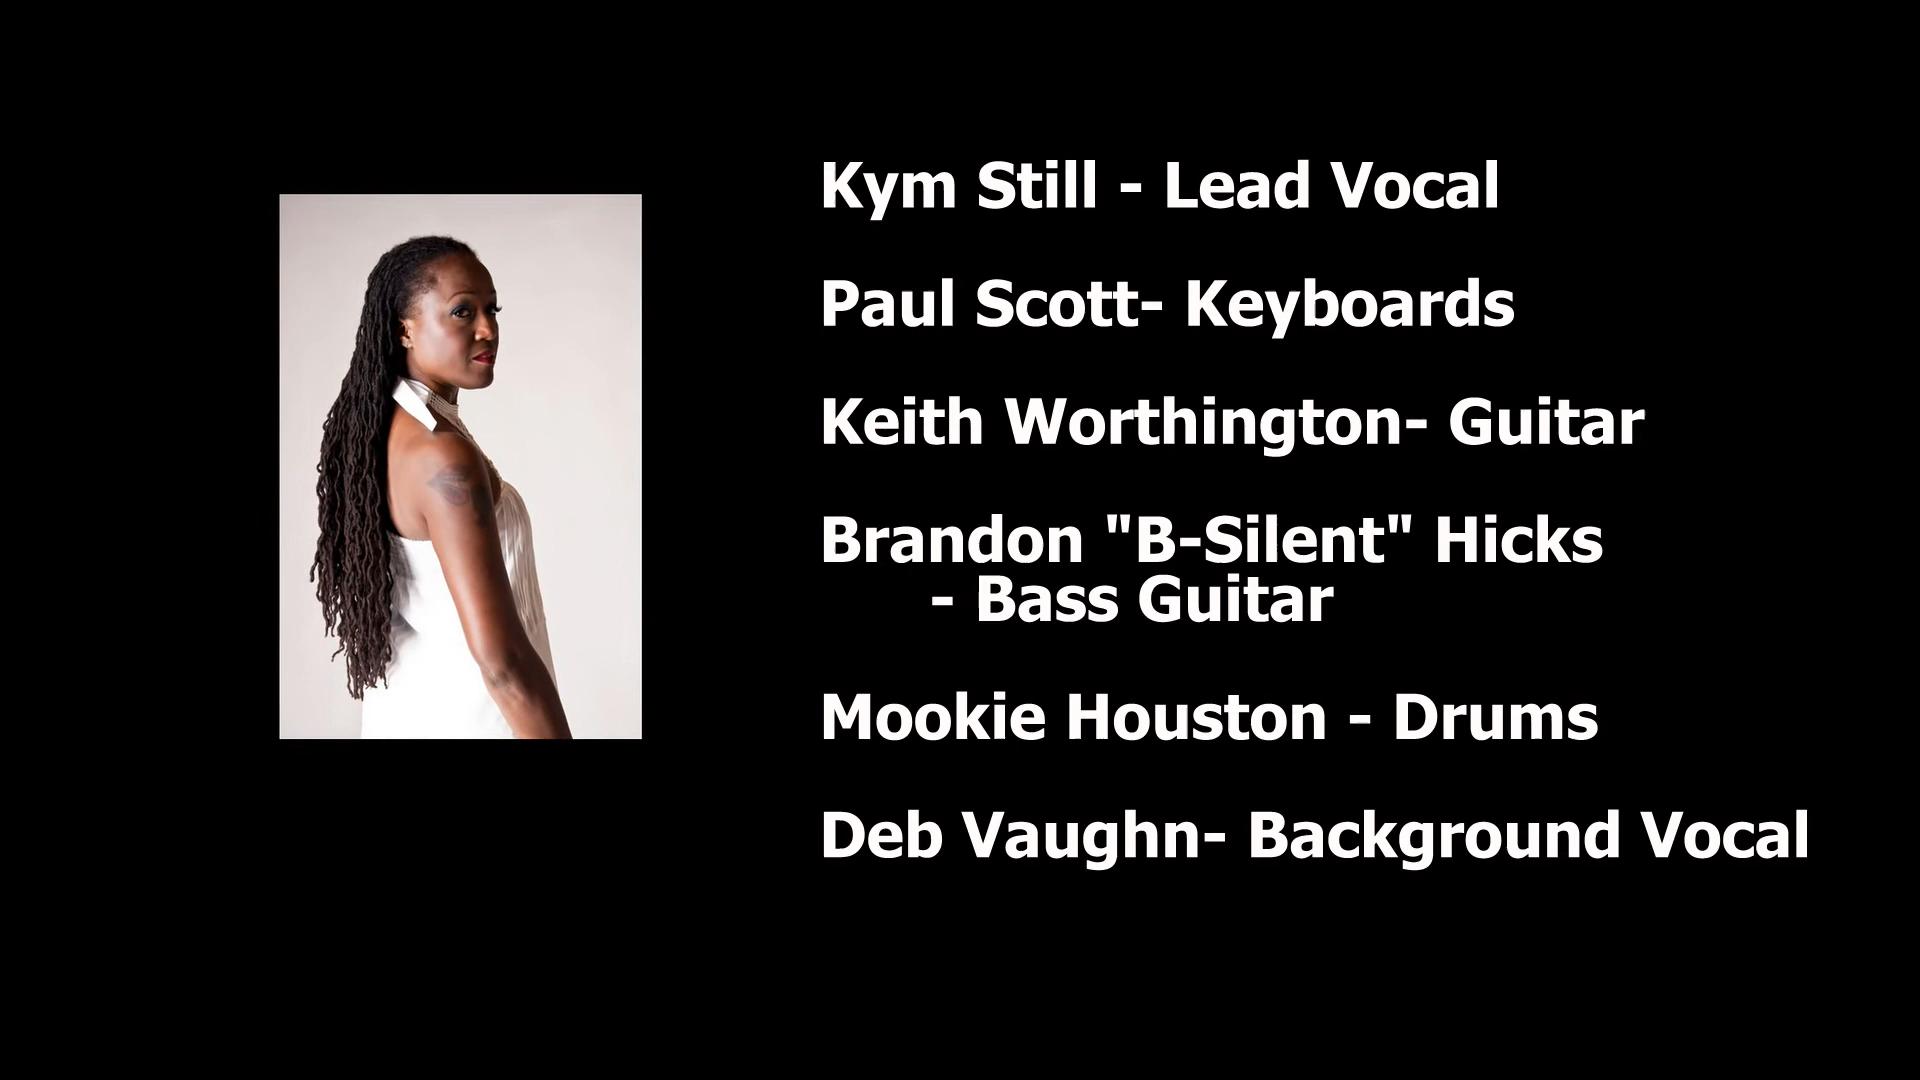 Kym Still - Lead Vocal
Paul Scott- Keyboards
Keith Worthington- Guitar
Brandon "B-Silent" Hicks
- Bass Guitar
Mookie Houston - Drums
Deb Vaughn- Background Vocal